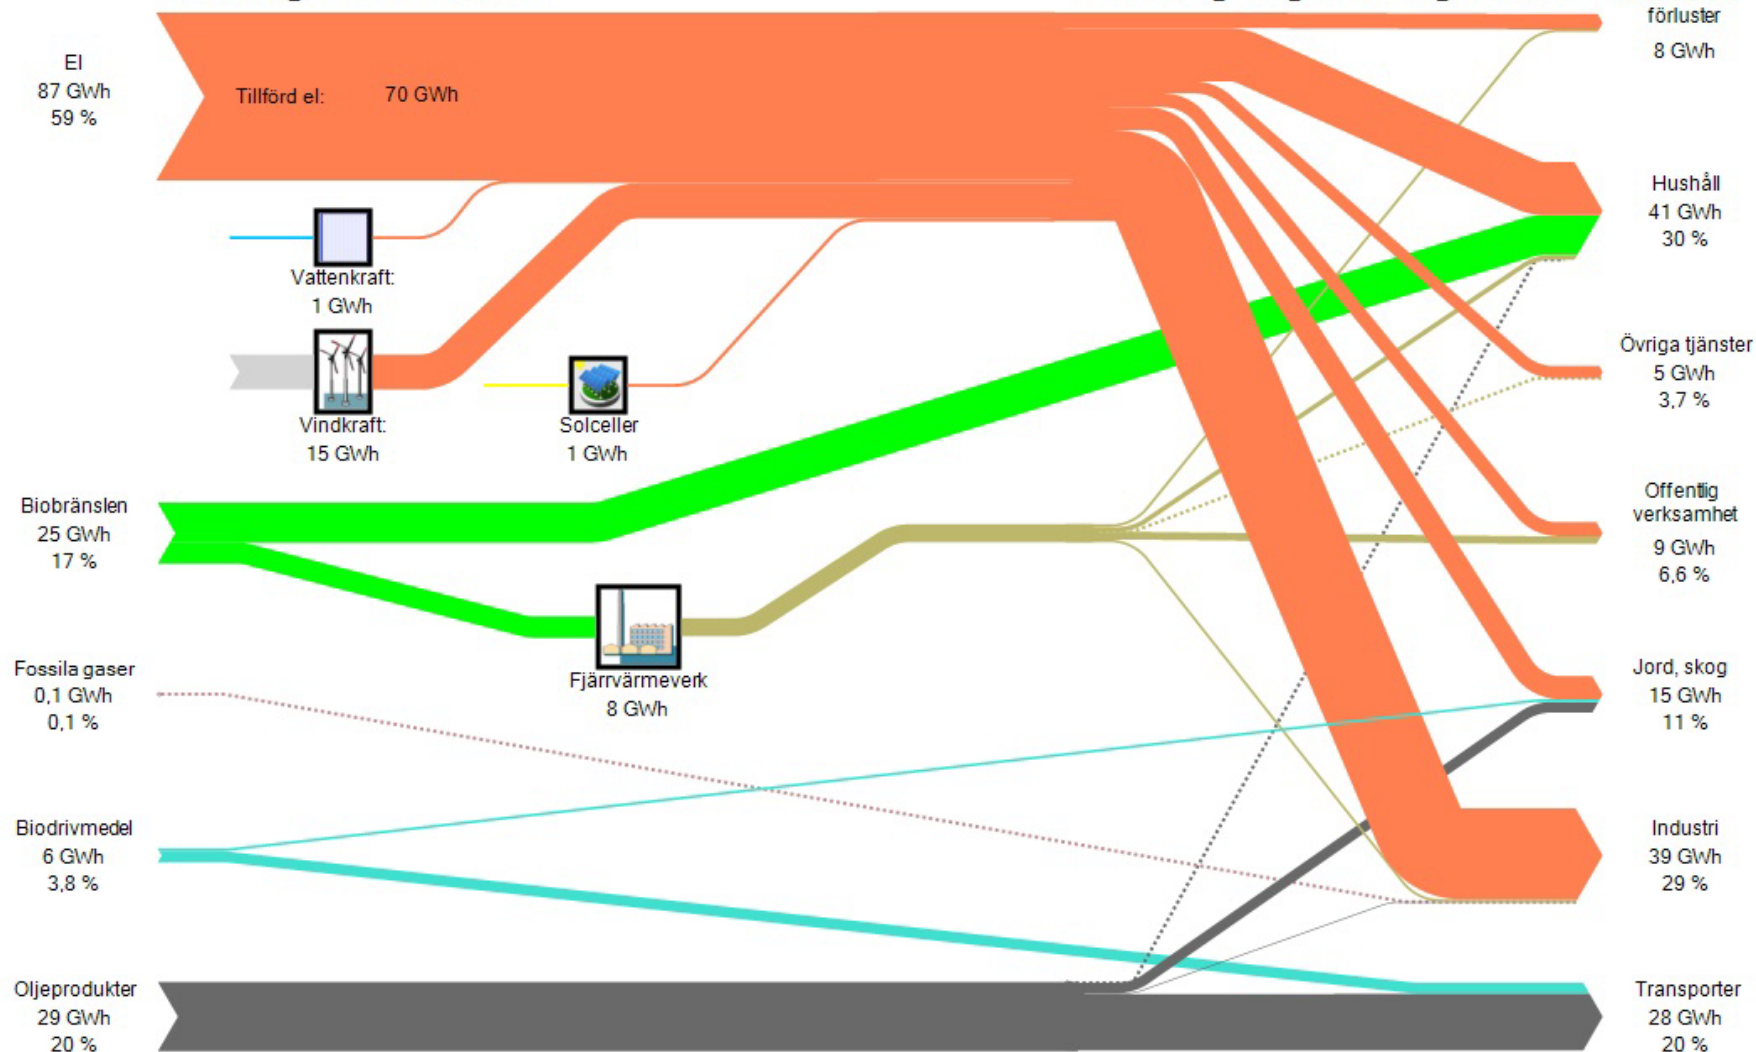 El
87 GWh
59 %
Tillförd el: 70 GWh
Vattenkraft:
1 GWh
Vindkraft:
15 GWh
Solceller
1 GWh
Biobränslen
25 GWh
17 %
Fjärrvärmeverk
8 GWh
Fossila gaser
0,1 GWh
0,1 %
Biodrivmedel
6 GWh
3,8 %
Oljeprodukter
29 GWh
20 %
förluster
8 GWh
Hushåll
41 GWh
30 %
Övriga tjänster
5 GWh
3,7 %
Offentlig
verksamhet
9 GWh
6,6 %
Jord, skog
15 GWh
11 %
Industri
39 GWh
29 %
Transporter
28 GWh
20 %